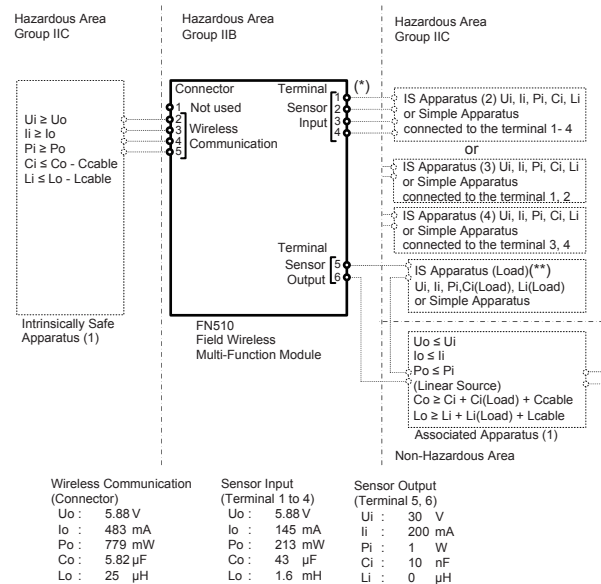 Hazardous Area
Group IIC
Hazardous Area
Group IIB
Hazardous Area
Group IIC
Ui ≥ Uo
Ii ≥ Io
Pi ≥ Po
Ci ≤ Co - Ccable
Li ≤ Lo - Lcable
Intrinsically Safe
Apparatus (1)
Connector
1 Not used
2
3 Wireless
4 Communication
5
Terminal (*)
Sensor
Input
1
2
3
4
Terminal
Sensor 5
Output 6
FN510
Field Wireless
Multi-Function Module
IS Apparatus (2) Ui, Ii, Pi, Ci, Li
or Simple Apparatus
connected to the terminal 1- 4
or
IS Apparatus (3) Ui, Ii, Pi, Ci, Li
or Simple Apparatus
connected to the terminal 1, 2
IS Apparatus (4) Ui, Ii, Pi, Ci, Li
or Simple Apparatus
connected to the terminal 3, 4
IS Apparatus (Load)(**)
Ui, Ii, Pi,Ci(Load), Li(Load)
or Simple Apparatus
Uo ≤ Ui
Io ≤ Ii
Po ≤ Pi
(Linear Source)
Co ≥ Ci + Ci(Load) + Ccable
Lo ≥ Li + Li(Load) + Lcable
Associated Apparatus (1)
Non-Hazardous Area
Wireless Communication
(Connector)
Uo : 5.88 V
Io : 483 mA
Po : 779 mW
Co : 5.82 µF
Lo : 25 µH
Sensor Input
(Terminal 1 to 4)
Uo : 5.88 V
Io : 145 mA
Po : 213 mW
Co : 43 µF
Lo : 1.6 mH
Sensor Output
(Terminal 5, 6)
Ui : 30 V
Ii : 200 mA
Pi : 1 W
Ci : 10 nF
Li : 0 µH